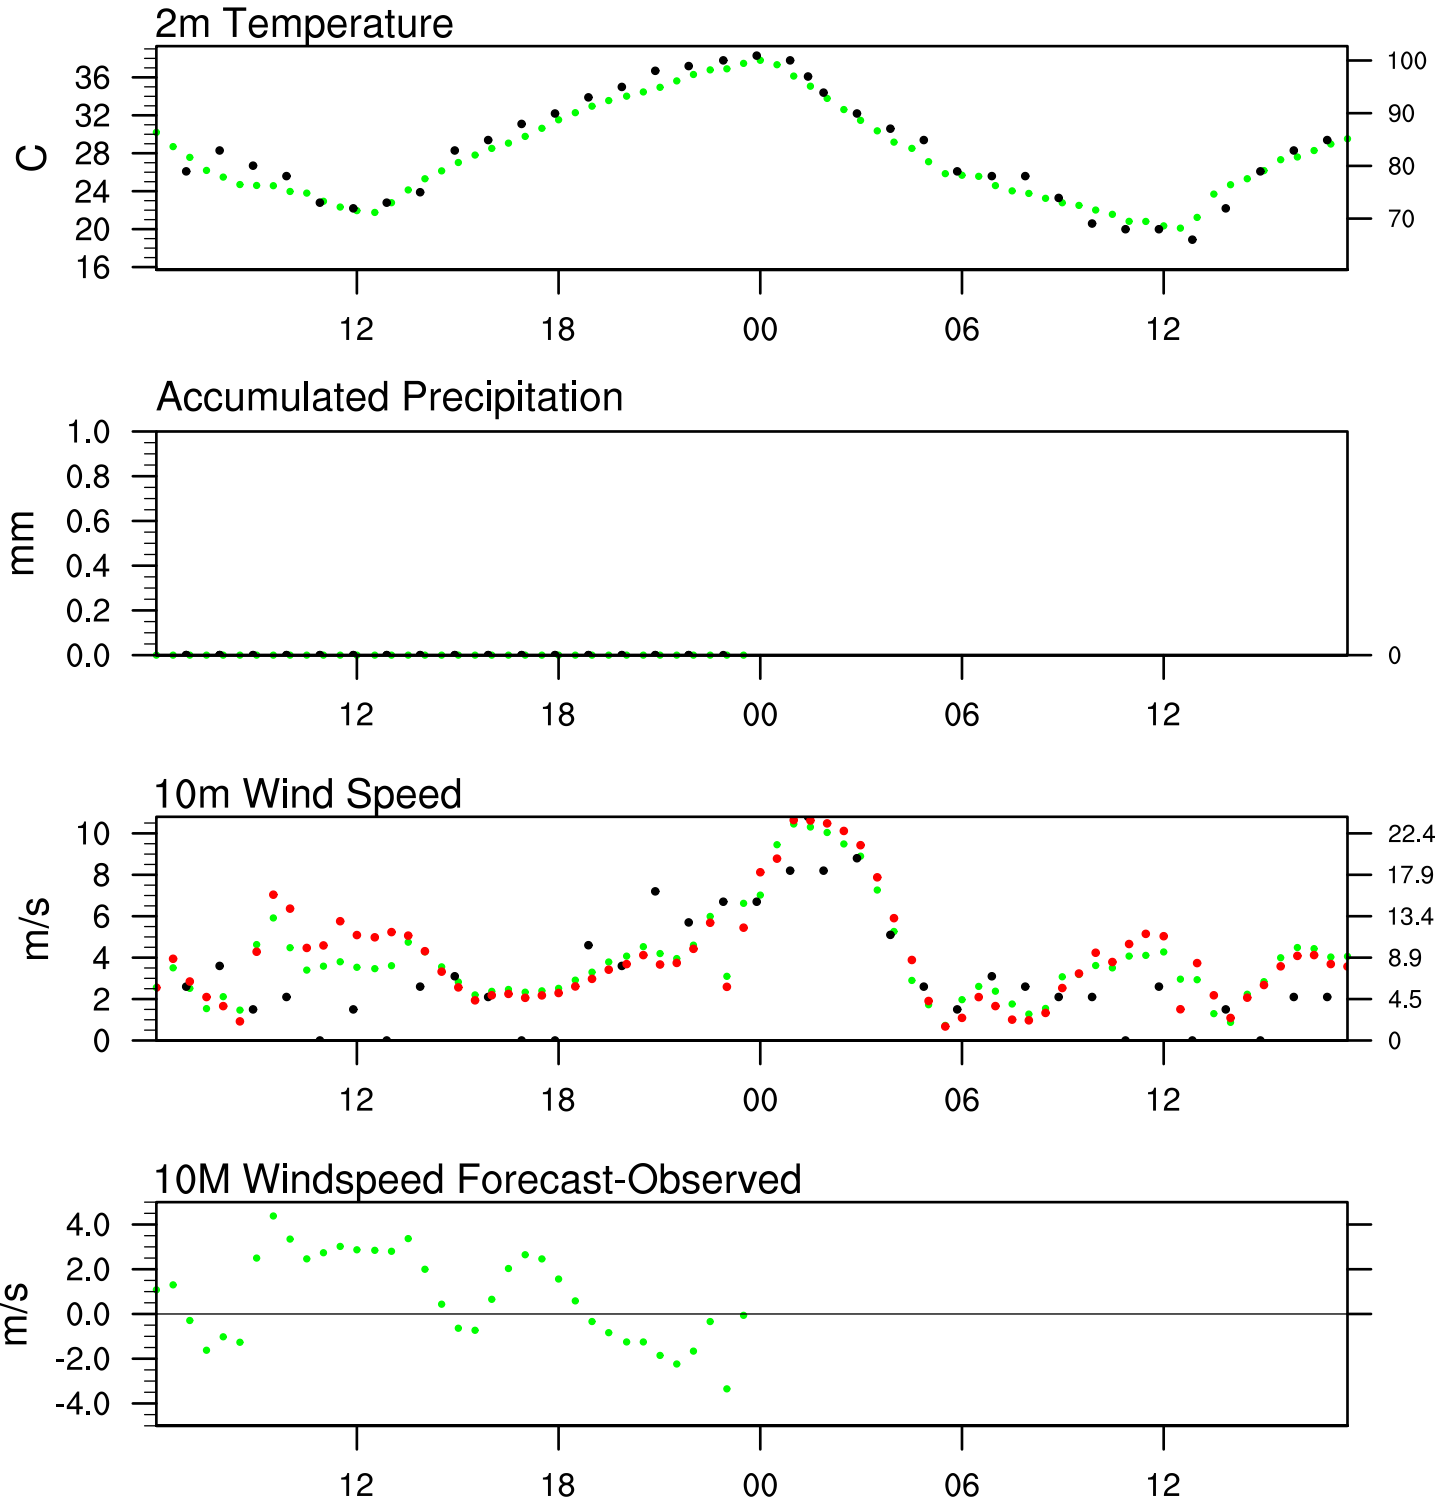 2m Temperature
C
36
32
28
24
20
16
100
90
80
70
12 18 00 06 12
Accumulated Precipitation
mm
1.0
0.8
0.6
0.4
0.2
0.0
0
12 18 00 06 12
10m Wind Speed
m/s
10
8
6
4
2
0
22.4
17.9
13.4
8.9
4.5
0
12 18 00 06 12
10M Windspeed Forecast-Observed
m/s
4.0
2.0
0.0
-2.0
-4.0
12 18 00 06 12